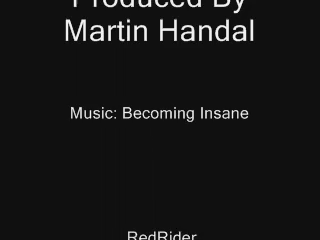 Produced By
Martin Handal
Music: Becoming Insane
RedRider